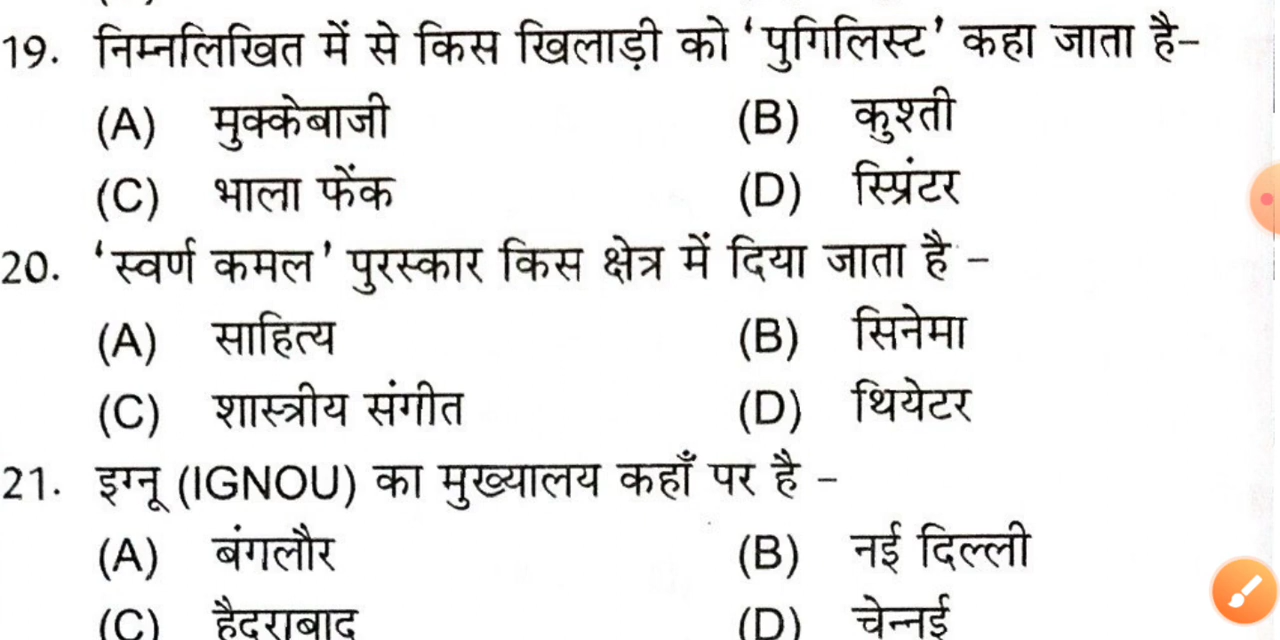 19. निम्नलिखित में से किस खिलाड़ी को ‘पुगिलिस्ट’ कहा जाता है–
(A) मुक्केबाजी (B) कुश्ती
(C) भाला फेंक (D) स्प्रिंटर
20. ‘स्वर्ण कमल’ पुरस्कार किस क्षेत्र में दिया जाता है –
(A) साहित्य (B) सिनेमा
(C) शास्त्रीय संगीत (D) थियेटर
21. इग्नू (IGNOU) का मुख्यालय कहाँ पर है –
(A) बंगलौर (B) नई दिल्ली
(C) हैदराबाद (D) चेन्नई